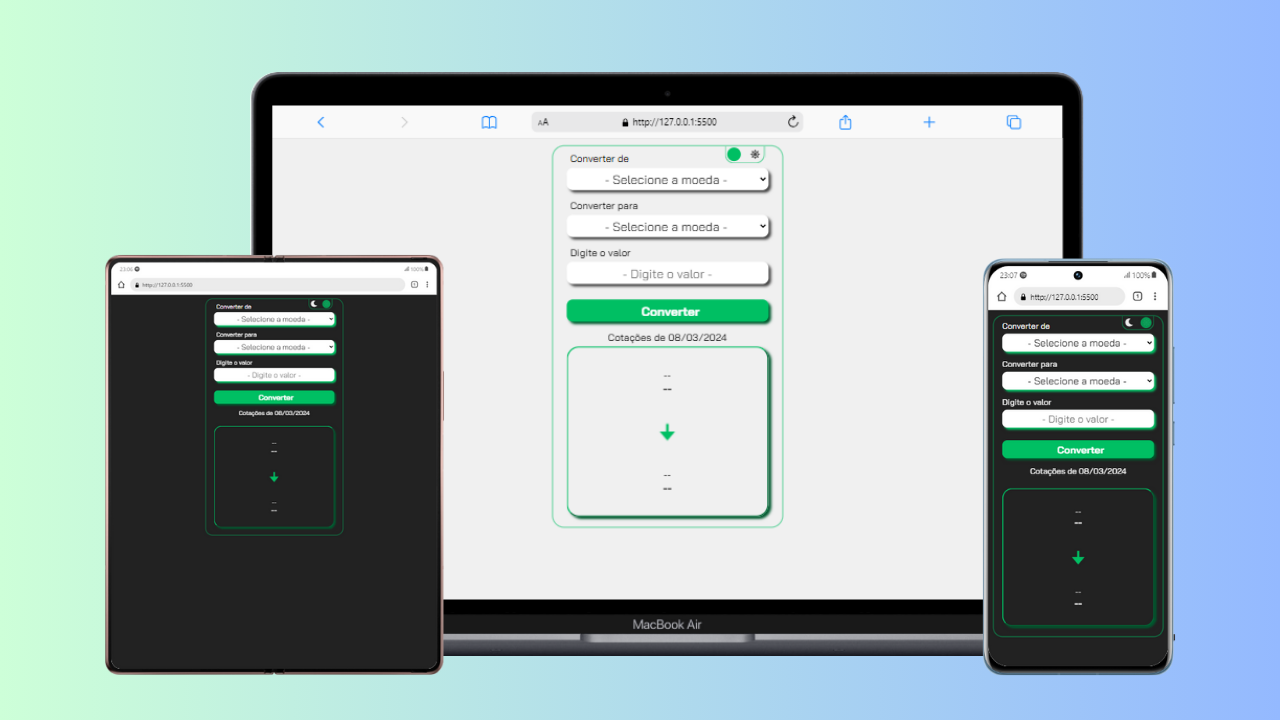 AA http://127.0.0.1:5500
Converter de
- Selecione a moeda -
Converter para
- Selecione a moeda -
Digite o valor
- Digite o valor -
Converter
Cotações de 08/03/2024
--
--
--
--
MacBook Air
23:06 100%
http://127.0.0.1:5500 1
Converter de
- Selecione a moeda -
Converter para
- Selecione a moeda -
Digite o valor
- Digite o valor -
Converter
Cotações de 08/03/2024
--
--
--
--
23:07 100%
http://127.0.0.1:5500 1
Converter de
- Selecione a moeda -
Converter para
- Selecione a moeda -
Digite o valor
- Digite o valor -
Converter
Cotações de 08/03/2024
--
--
--
--